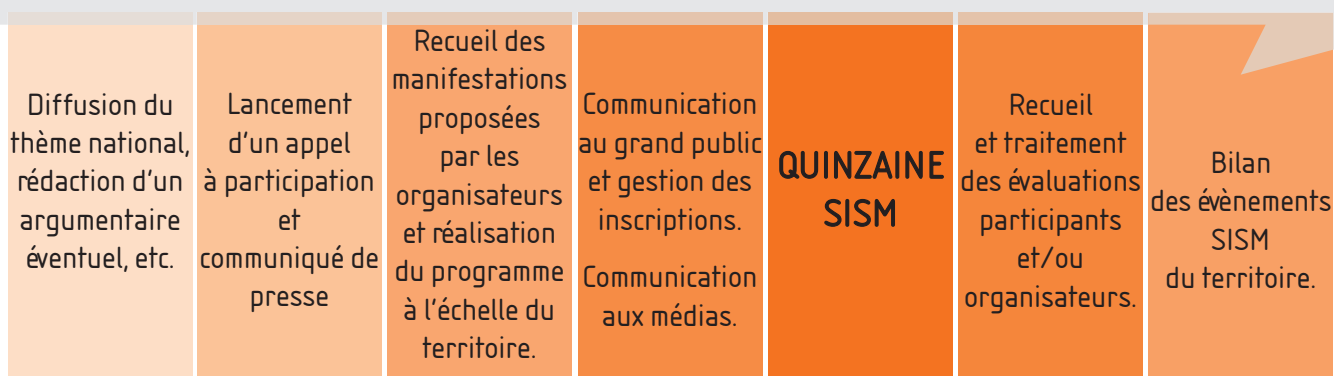 Diffusion du
thème national,
rédaction d'un
argumentaire
éventuel, etc.
Lancement
d'un appel
à participation
et
communiqué de
presse
Recueil des
manifestations
proposées
par les
organisateurs
et réalisation
du programme
à l'échelle du
territoire.
Communication
au grand public
et gestion des
inscriptions.
Communication
aux médias.
QUINZAINE
SISM
Recueil
et traitement
des évaluations
participants
et/ou
organisateurs.
Bilan
des évènements
SISM
du territoire.